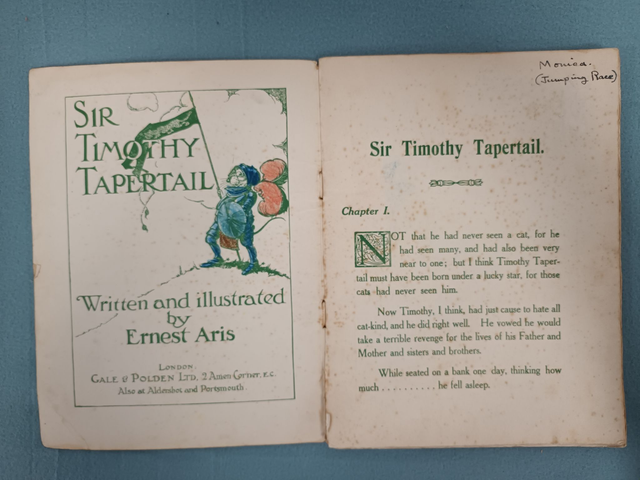 SIR
TIMOTHY
TAPERTAIL
Written and illustrated
by
Ernest Aris
LONDON
GALE & POLDEN LTD, 2 Amen Corner, E.C.
Also at Aldershot and Portsmouth
Monica.
(Jumping Race)
Sir Timothy Tapertail.
Chapter I.
NOT that he had never seen a cat, for he
had seen many, and had also been very
near to one; but I think Timothy Taper-
tail must have been born under a lucky star, for those
cats had never seen him.
Now Timothy, I think, had just cause to hate all
cat-kind, and he did right well. He vowed he would
take a terrible revenge for the lives of his Father and
Mother and sisters and brothers.
While seated on a bank one day, thinking how
much . . . . . . . . . . he fell asleep.